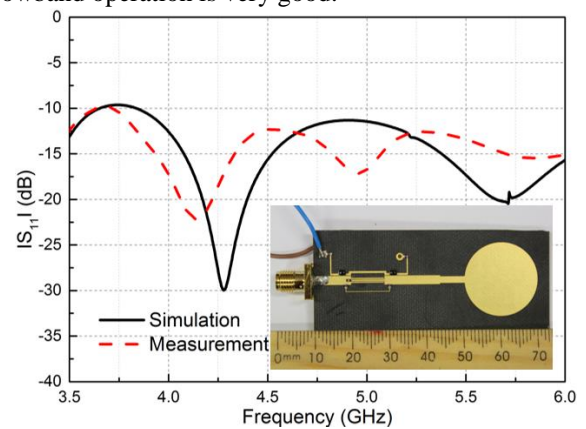 owband operation is very good.
0
-5
-10
-15
-20
-25
-30
-35
-40
|S11| (dB)
Simulation
Measurement
0mm 10 20 30 40 50 60 70
3.5 4.0 4.5 5.0 5.5 6.0
Frequency (GHz)